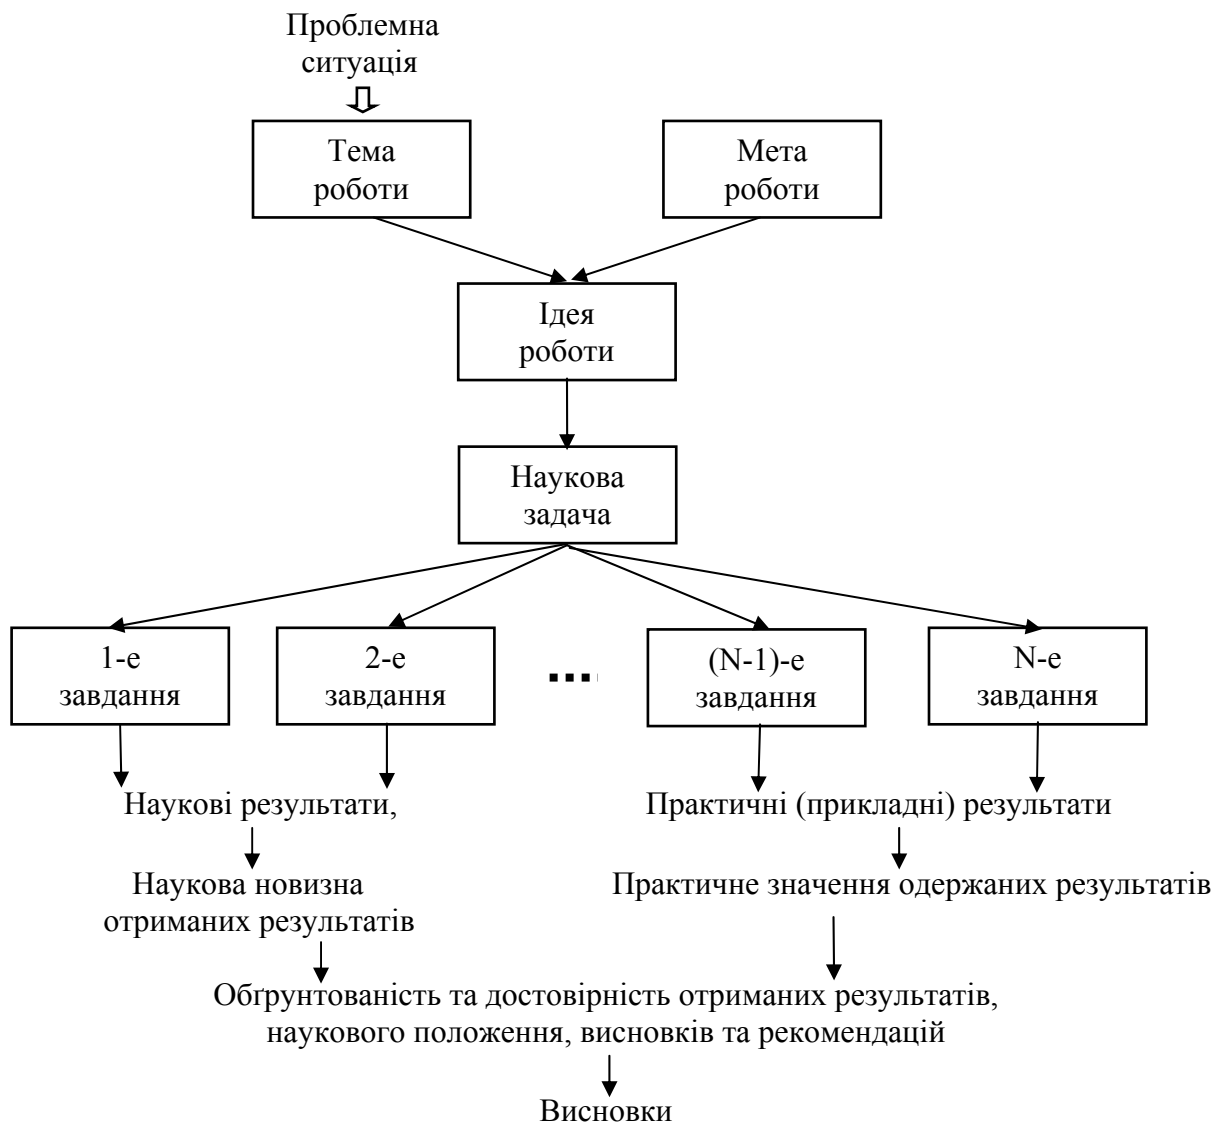 Проблемна
ситуація
Тема
роботи
Мета
роботи
Ідея
роботи
Наукова
задача
1-е
завдання
2-е
завдання
....
(N-1)-е
завдання
N-е
завдання
Наукові результати,
Практичні (прикладні) результати
Наукова новизна
отриманих результатів
Практичне значення одержаних результатів
Обґрунтованість та достовірність отриманих результатів,
наукового положення, висновків та рекомендацій
Висновки